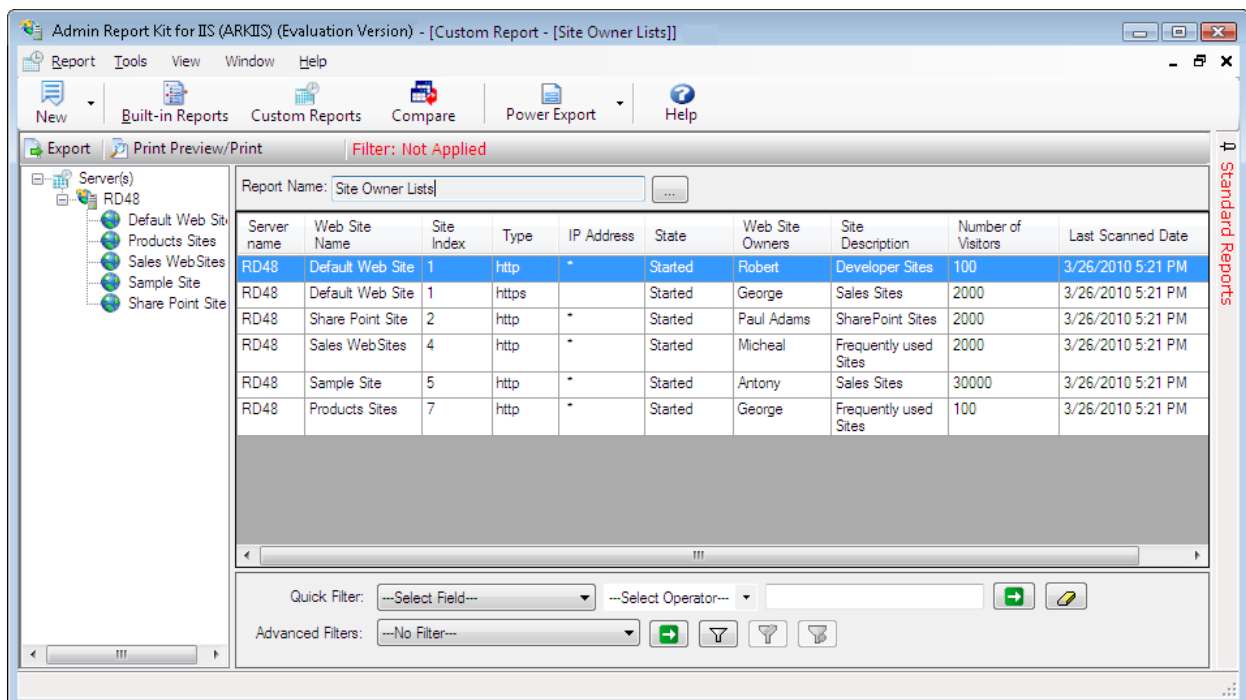 Admin Report Kit for IIS (ARKIIS) (Evaluation Version) - [Custom Report - [Site Owner Lists]]
Report Tools View Window Help
New Built-in Reports Custom Reports Compare Power Export Help
Export Print Preview/Print Filter: Not Applied
Standard Reports
Server(s)
RD48
Default Web Sit
Products Sites
Sales WebSites
Sample Site
Share Point Site
Report Name: Site Owner Lists ...
Server name Web Site Name Site Index Type IP Address State Web Site Owners Site Description Number of Visitors Last Scanned Date
RD48 Default Web Site 1 http * Started Robert Developer Sites 100 3/26/2010 5:21 PM
RD48 Default Web Site 1 https Started George Sales Sites 2000 3/26/2010 5:21 PM
RD48 Share Point Site 2 http * Started Paul Adams SharePoint Sites 2000 3/26/2010 5:21 PM
RD48 Sales WebSites 4 http * Started Micheal Frequently used Sites 2000 3/26/2010 5:21 PM
RD48 Sample Site 5 http * Started Antony Sales Sites 30000 3/26/2010 5:21 PM
RD48 Products Sites 7 http * Started George Frequently used Sites 100 3/26/2010 5:21 PM
Quick Filter: ---Select Field--- ---Select Operator---
Advanced Filters: ---No Filter---